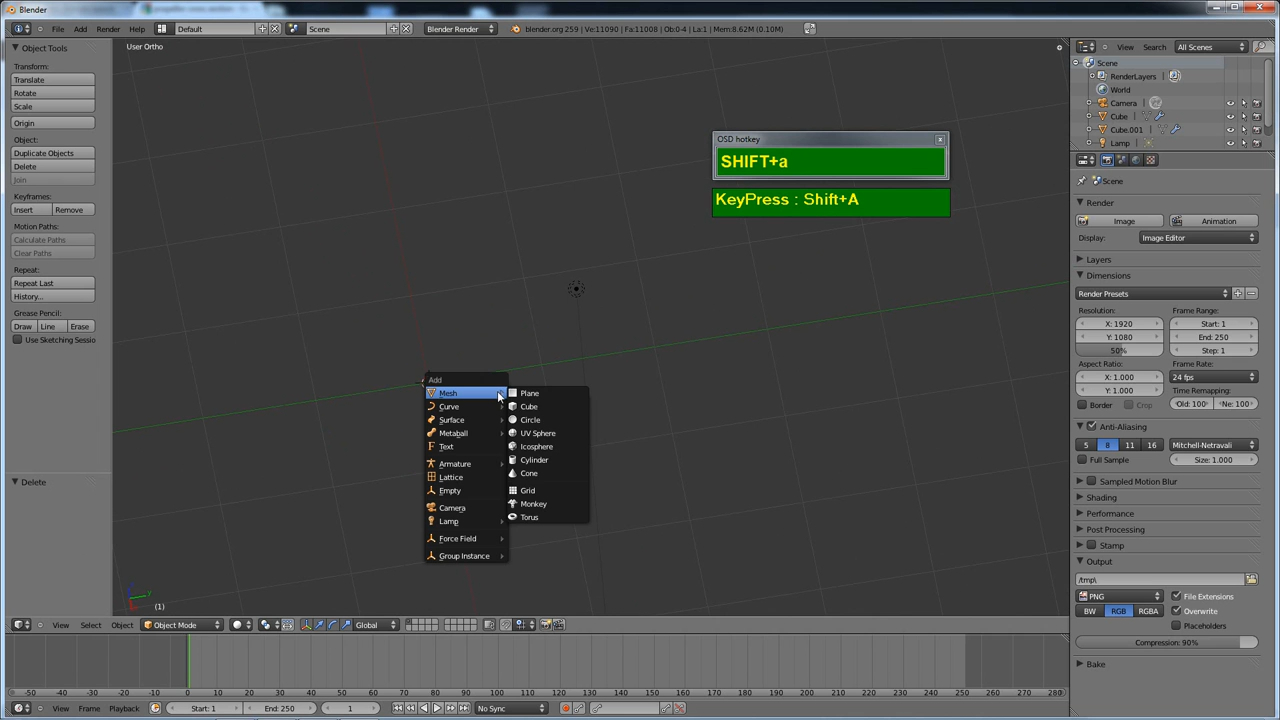 Blender
File Add Render Help Default Scene Blender Render blender.org 259 | Ve:11090 | Fa:11008 | Ob:0-4 | La:1 | Mem:8.62M (0.10M)
Object Tools
Transform:
Translate
Rotate
Scale
Origin
Object:
Duplicate Objects
Delete
Join
Keyframes:
Insert Remove
Motion Paths:
Calculate Paths
Clear Paths
Repeat:
Repeat Last
History...
Grease Pencil:
Draw Line Erase
Use Sketching Sessio
Delete
User Ortho
OSD hotkey
SHIFT+a
KeyPress : Shift+A
Add
Mesh
Curve
Surface
Metaball
Text
Armature
Lattice
Empty
Camera
Lamp
Force Field
Group Instance
Plane
Cube
Circle
UV Sphere
Icosphere
Cylinder
Cone
Grid
Monkey
Torus
(1)
View Select Object Object Mode Global
-50 -40 -30 -20 -10 0 10 20 30 40 50 60 70 80 90 100 110 120 130 140 150 160 170 180 190 200 210 220 230 240 250 260 270 280
View Frame Playback Start: 1 End: 250 1 No Sync
View Search All Scenes
Scene
RenderLayers
World
Camera
Cube
Cube.001
Lamp
Scene
Render
Image Animation
Display: Image Editor
Layers
Dimensions
Render Presets
Resolution: Frame Range:
X: 1920 Start: 1
Y: 1080 End: 250
50% Step: 1
Aspect Ratio: Frame Rate:
X: 1.000 24 fps
Y: 1.000 Time Remapping:
Border Crop Old: 100 Ne: 100
Anti-Aliasing
5 8 11 16 Mitchell-Netravali
Full Sample Size: 1.000
Sampled Motion Blur
Shading
Performance
Post Processing
Stamp
Output
/tmp\
PNG File Extensions
BW RGB RGBA Overwrite
Placeholders
Compression: 90%
Bake